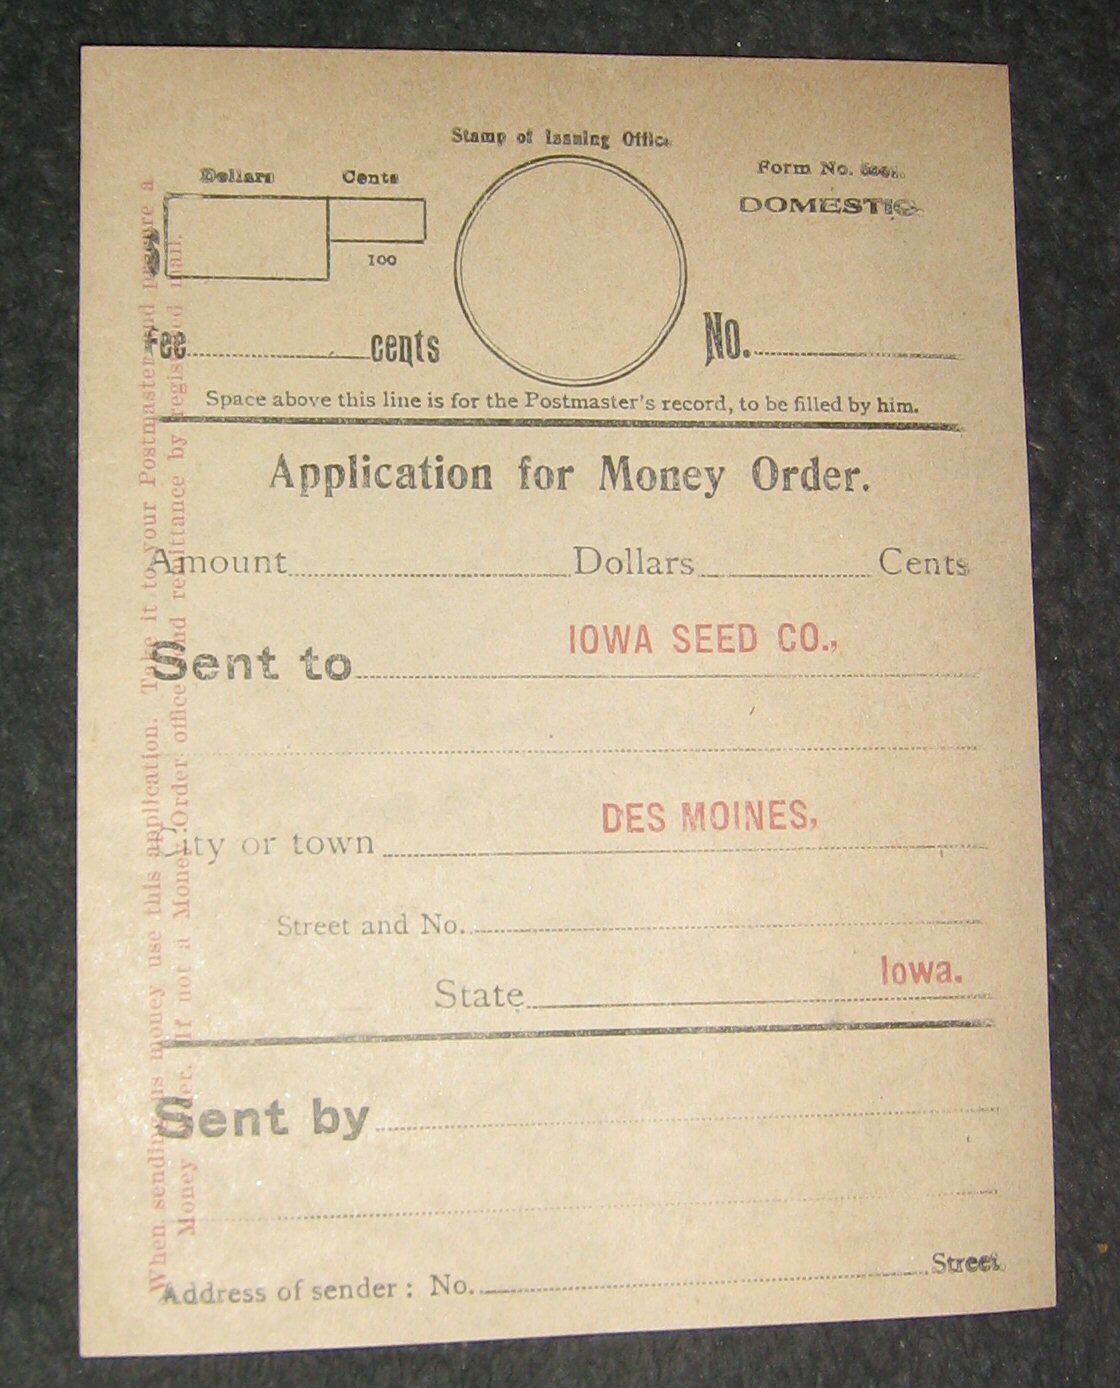 Stamp of Issuing Office
Dollars Cents
Form No.
DOMESTIC
$
100
Fee cents
No.
Space above this line is for the Postmaster's record, to be filled by him.
Application for Money Order.
Amount Dollars Cents
Sent to IOWA SEED CO.,
City or town DES MOINES,
Street and No.
State Iowa.
Sent by
Address of sender: No. Street
When sending us money use this application. Take it to your Postmaster and procure a
Money Order. If not a Money Order office send remittance by registered mail.